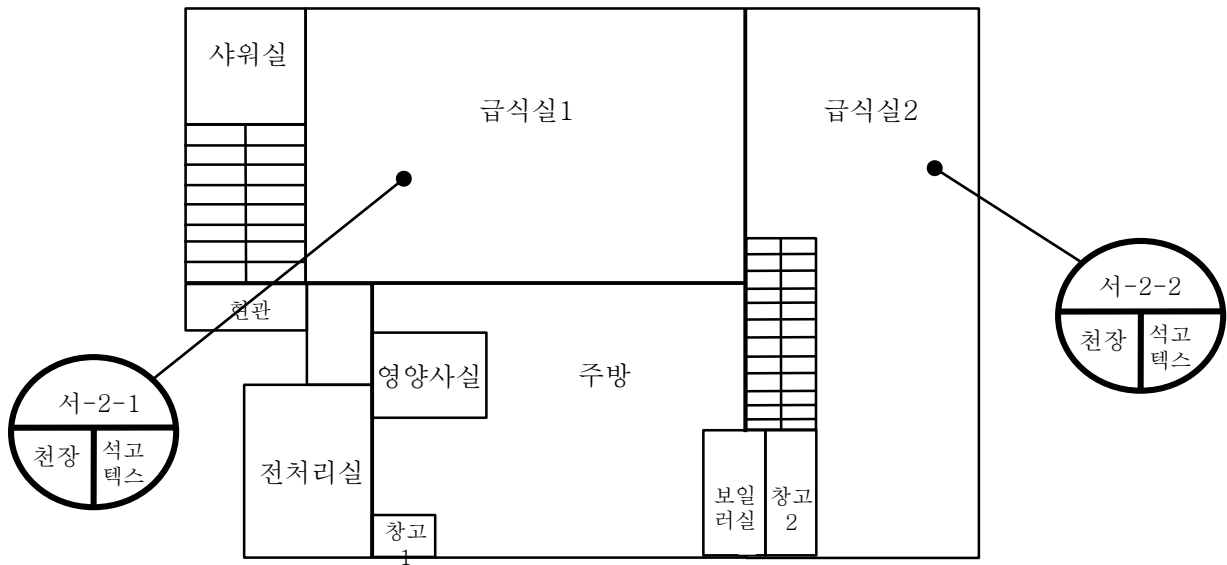 샤워실
급식실1
급식실2
현관
영양사실
주방
전처리실
창고
1
보일
러실
창고
2
서-2-1
천장
석고
텍스
서-2-2
천장
석고
텍스